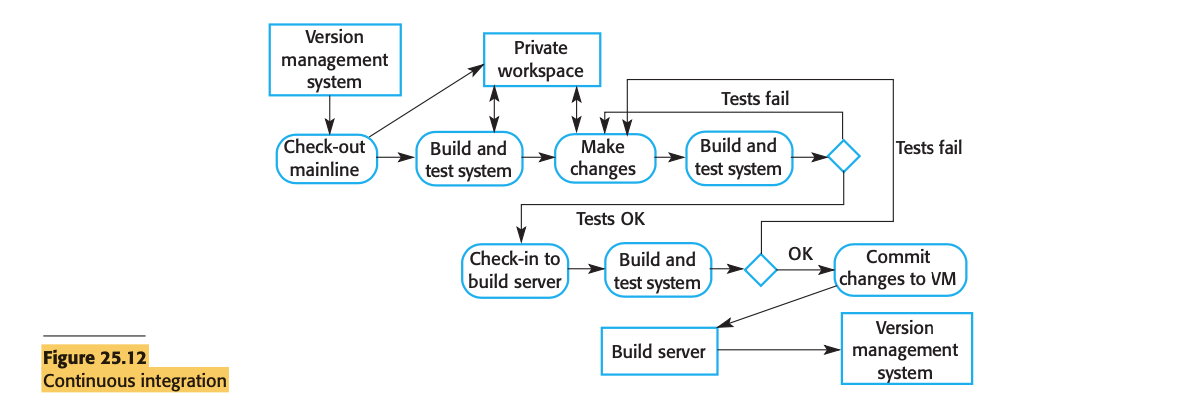 Version
management
system
Private
workspace
Tests fail
Check-out
mainline
Build and
test system
Make
changes
Build and
test system
Tests fail
Tests OK
Check-in to
build server
Build and
test system
OK
Commit
changes to VM
Build server
Version
management
system
Figure 25.12
Continuous integration